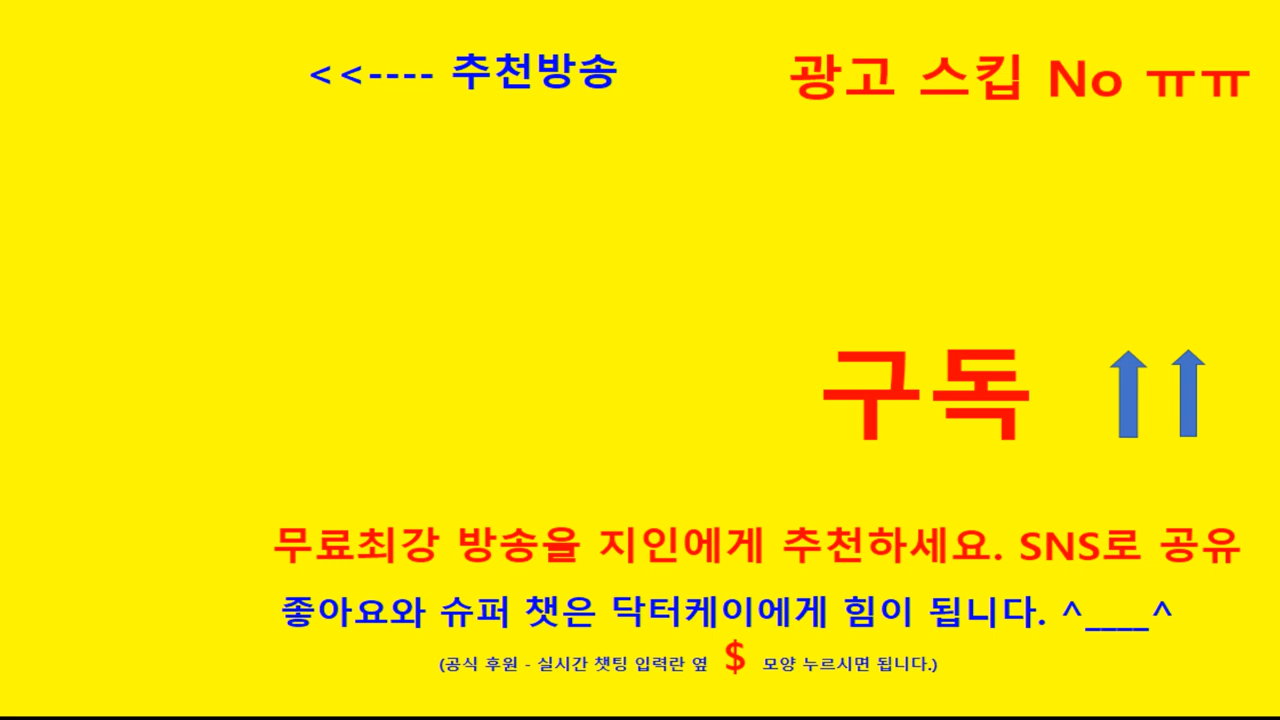 <<---- 추천방송
광고 스킵 No ㅠㅠ
구독
무료최강 방송을 지인에게 추천하세요. SNS로 공유
좋아요와 슈퍼 챗은 닥터케이에게 힘이 됩니다. ^____^
(공식 후원 - 실시간 챗팅 입력란 옆 $ 모양 누르시면 됩니다.)